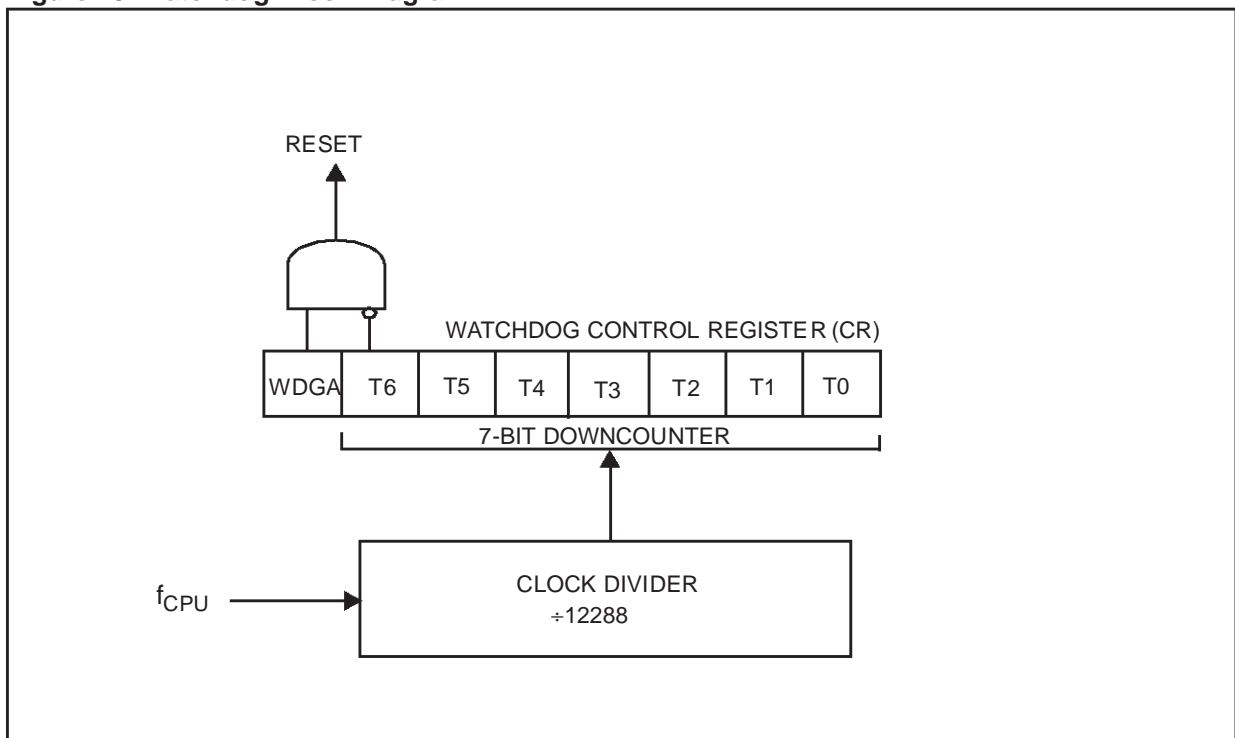 RESET
WATCHDOG CONTROL REGISTER (CR)
WDGA T6 T5 T4 T3 T2 T1 T0
7-BIT DOWNCOUNTER
fCPU
CLOCK DIVIDER
÷12288